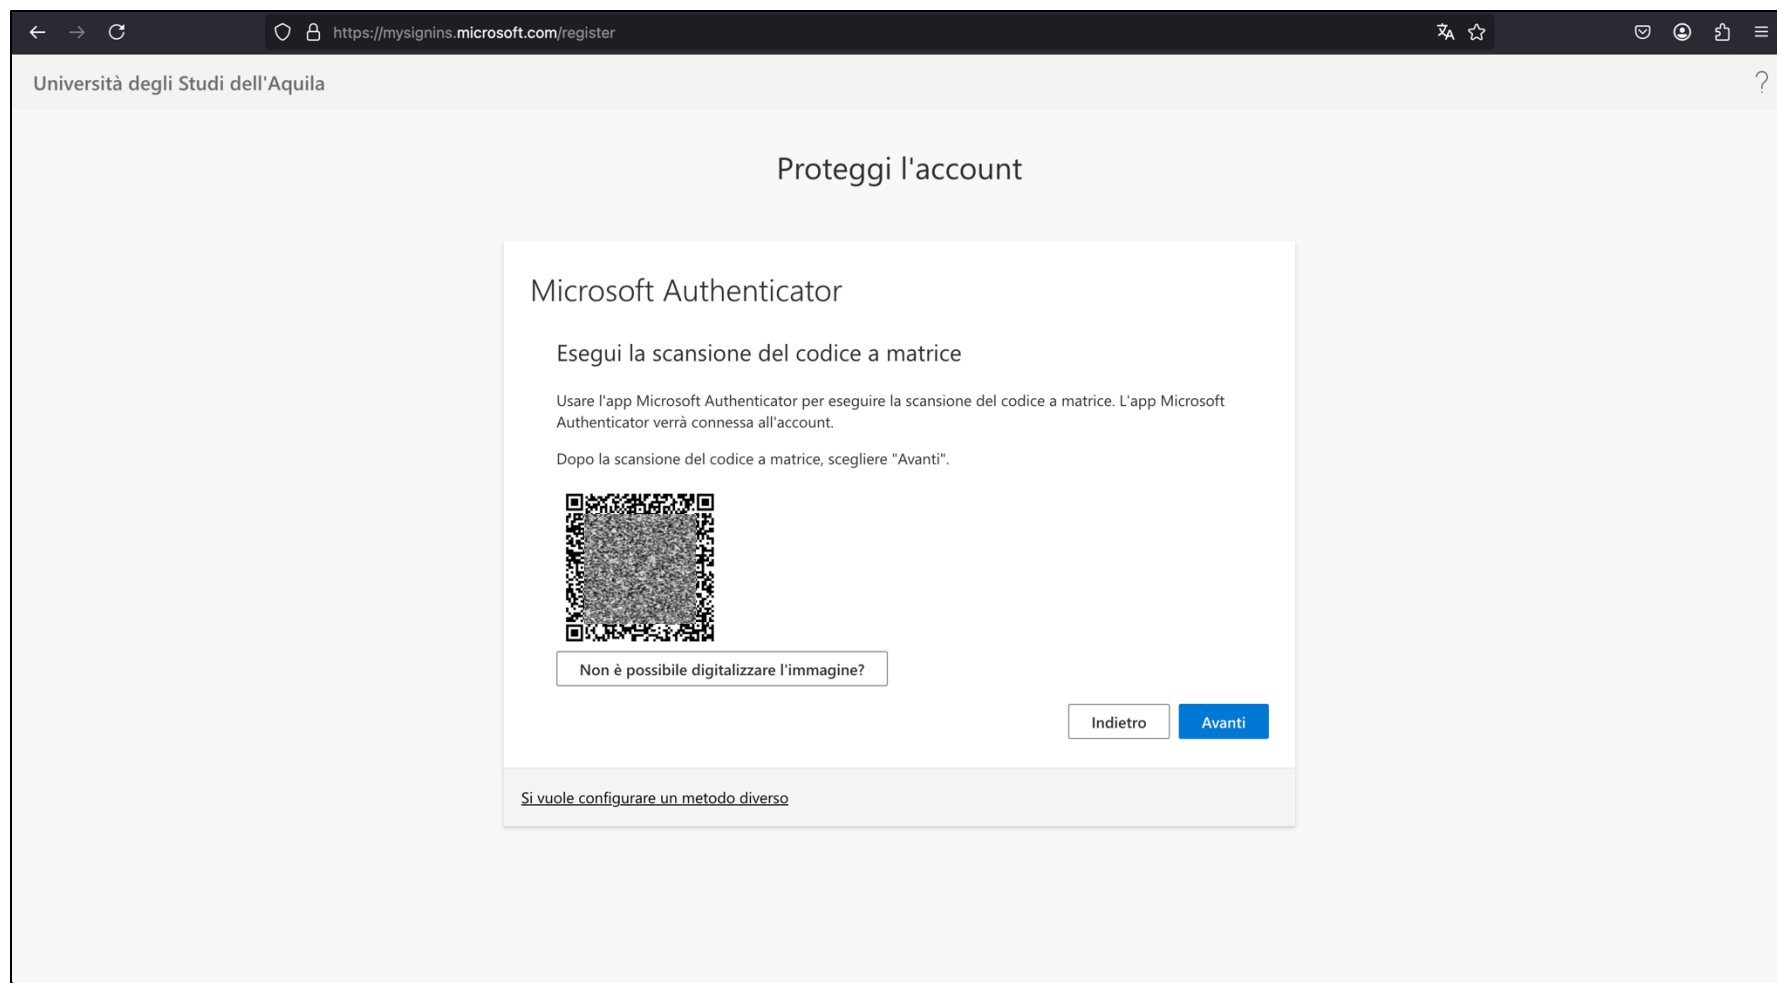 https://mysignins.microsoft.com/register
Università degli Studi dell'Aquila
?
Proteggi l'account
Microsoft Authenticator
Esegui la scansione del codice a matrice
Usare l'app Microsoft Authenticator per eseguire la scansione del codice a matrice. L'app Microsoft
Authenticator verrà connessa all'account.
Dopo la scansione del codice a matrice, scegliere "Avanti".
Non è possibile digitalizzare l'immagine?
Indietro
Avanti
Si vuole configurare un metodo diverso